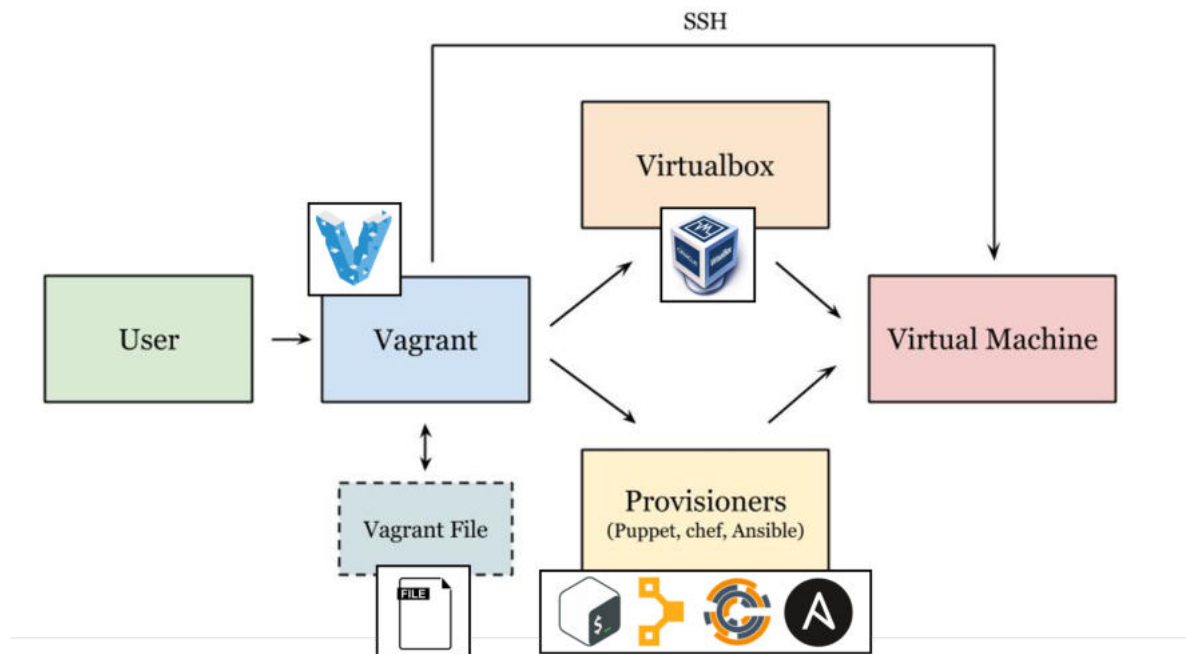 SSH
Virtualbox
User
Vagrant
Virtual Machine
Vagrant File
Provisioners
(Puppet, chef, Ansible)
FILE
$_